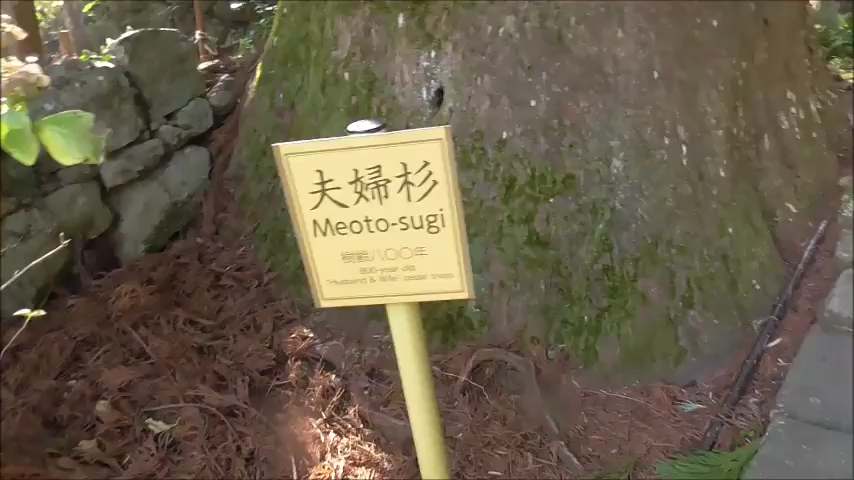 夫婦杉
Meoto-sugi
樹齢八〇〇年
800-year old
"Husband & Wife" cedar trees